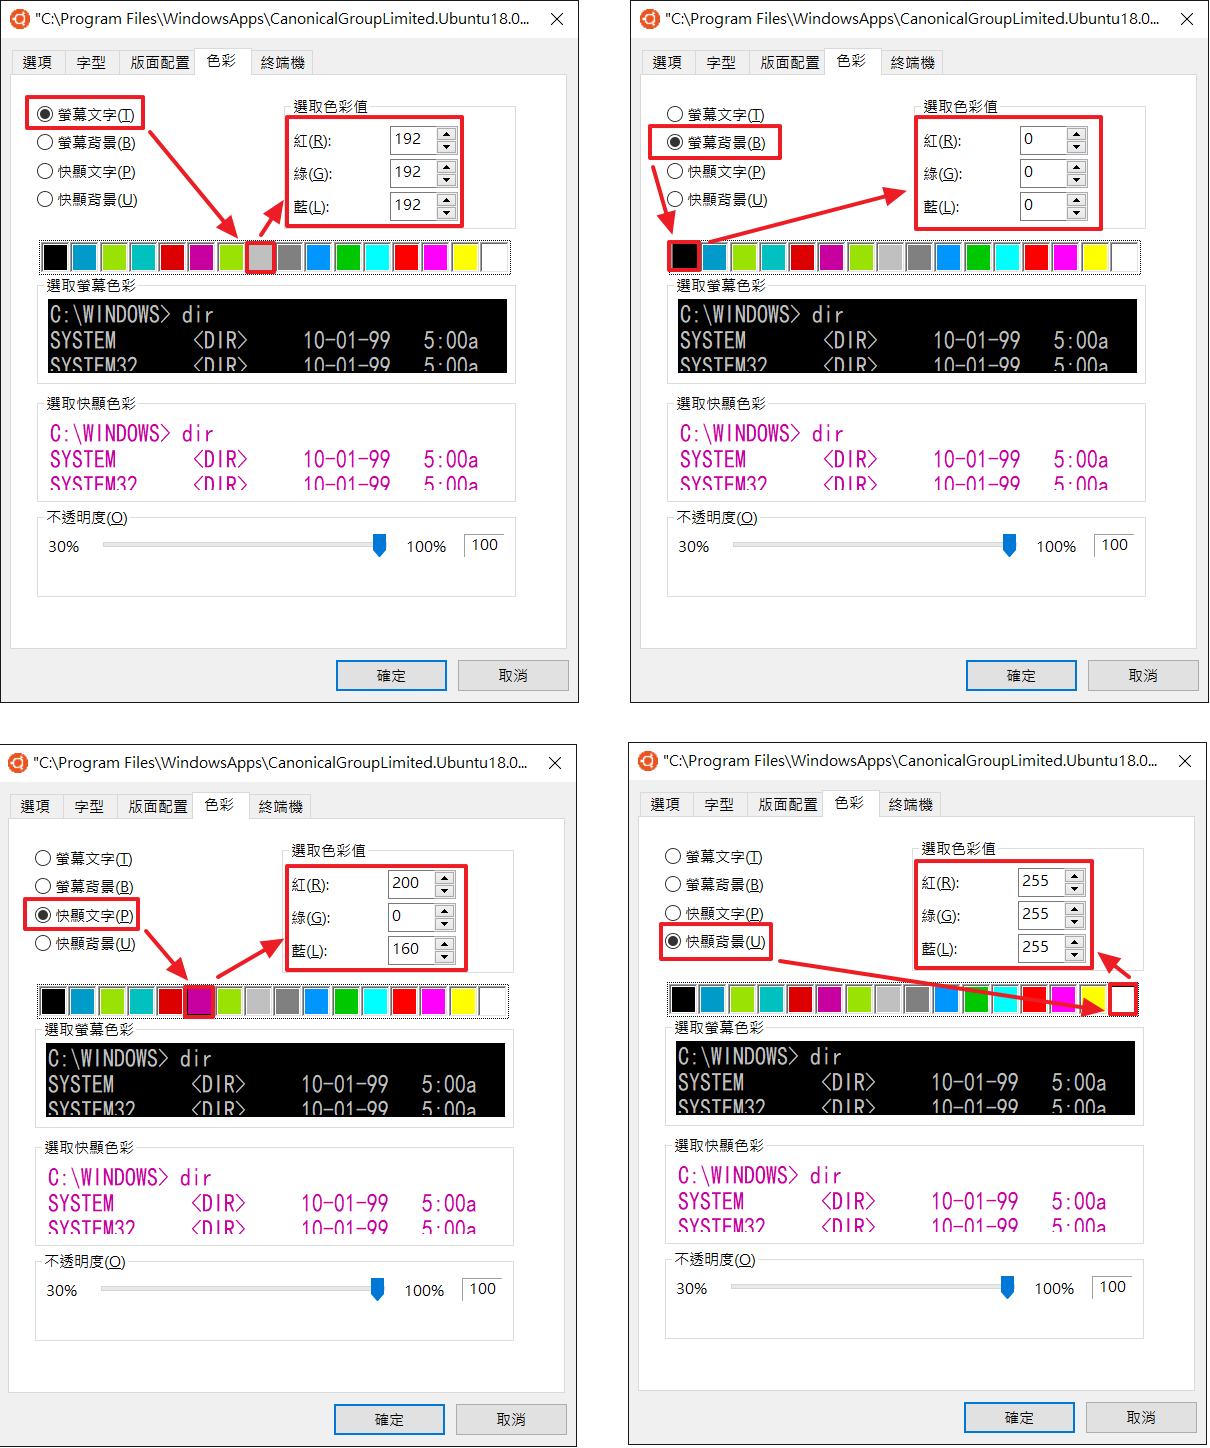 "C:\Program Files\WindowsApps\CanonicalGroupLimited.Ubuntu18.0...
選項 字型 版面配置 色彩 終端機
螢幕文字(T)
螢幕背景(B)
快顯文字(P)
快顯背景(U)
選取色彩值
紅(R): 192
綠(G): 192
藍(L): 192
選取螢幕色彩
C:\WINDOWS> dir
SYSTEM <DIR> 10-01-99 5:00a
SYSTEM32 <DIR> 10-01-99 5:00a
選取快顯色彩
C:\WINDOWS> dir
SYSTEM <DIR> 10-01-99 5:00a
SYSTEM32 <DIR> 10-01-99 5:00a
不透明度(O)
30% 100% 100
確定 取消
"C:\Program Files\WindowsApps\CanonicalGroupLimited.Ubuntu18.0...
選項 字型 版面配置 色彩 終端機
螢幕文字(T)
螢幕背景(B)
快顯文字(P)
快顯背景(U)
選取色彩值
紅(R): 0
綠(G): 0
藍(L): 0
選取螢幕色彩
C:\WINDOWS> dir
SYSTEM <DIR> 10-01-99 5:00a
SYSTEM32 <DIR> 10-01-99 5:00a
選取快顯色彩
C:\WINDOWS> dir
SYSTEM <DIR> 10-01-99 5:00a
SYSTEM32 <DIR> 10-01-99 5:00a
不透明度(O)
30% 100% 100
確定 取消
"C:\Program Files\WindowsApps\CanonicalGroupLimited.Ubuntu18.0...
選項 字型 版面配置 色彩 終端機
螢幕文字(T)
螢幕背景(B)
快顯文字(P)
快顯背景(U)
選取色彩值
紅(R): 200
綠(G): 0
藍(L): 160
選取螢幕色彩
C:\WINDOWS> dir
SYSTEM <DIR> 10-01-99 5:00a
SYSTEM32 <DIR> 10-01-99 5:00a
選取快顯色彩
C:\WINDOWS> dir
SYSTEM <DIR> 10-01-99 5:00a
SYSTEM32 <DIR> 10-01-99 5:00a
不透明度(O)
30% 100% 100
確定 取消
"C:\Program Files\WindowsApps\CanonicalGroupLimited.Ubuntu18.0...
選項 字型 版面配置 色彩 終端機
螢幕文字(T)
螢幕背景(B)
快顯文字(P)
快顯背景(U)
選取色彩值
紅(R): 255
綠(G): 255
藍(L): 255
選取螢幕色彩
C:\WINDOWS> dir
SYSTEM <DIR> 10-01-99 5:00a
SYSTEM32 <DIR> 10-01-99 5:00a
選取快顯色彩
C:\WINDOWS> dir
SYSTEM <DIR> 10-01-99 5:00a
SYSTEM32 <DIR> 10-01-99 5:00a
不透明度(O)
30% 100% 100
確定 取消